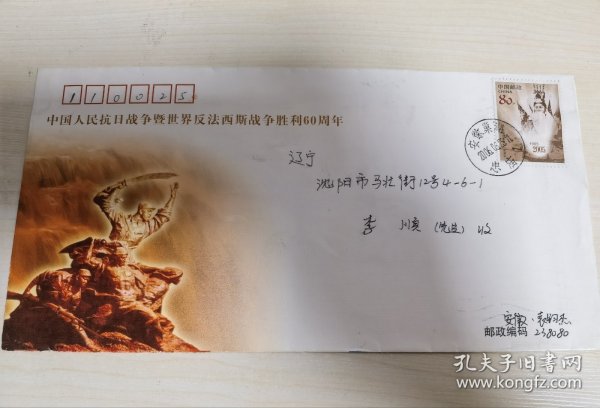 110025
中国邮政
CHINA
80
2005
中国人民抗日战争暨世界反法西斯战争胜利60周年
辽宁
沈阳市马壮街12号4-6-1
李顺(先生)收
安徽
邮政编码 238080
孔夫子旧书网
www.kongfz.com